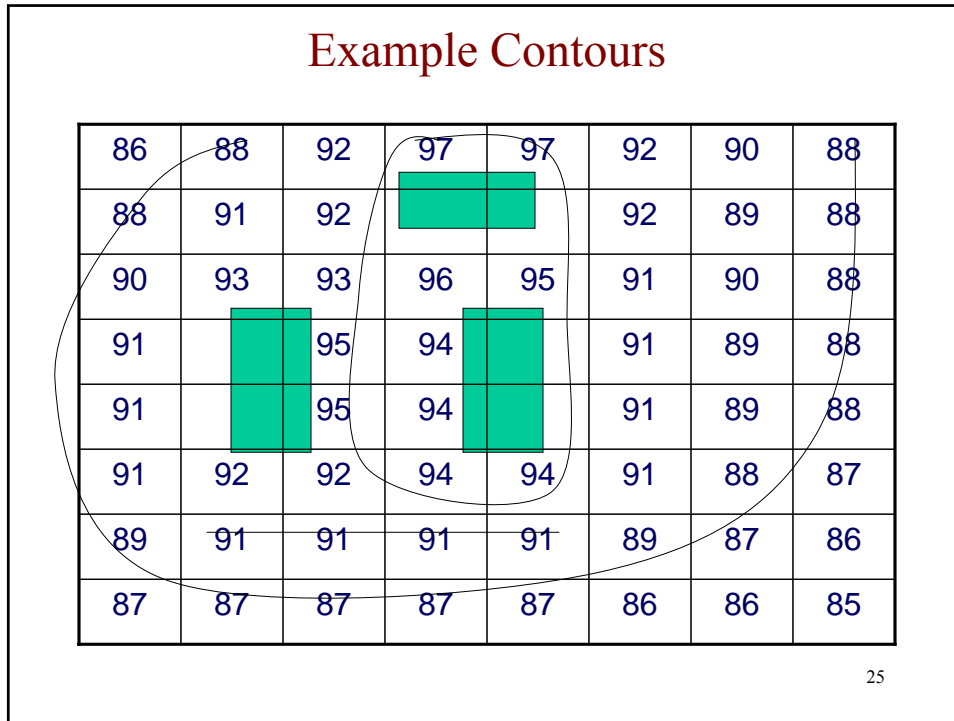 Example Contours
86 88 92 97 97 92 90 88
88 91 92 92 89 88
90 93 93 96 95 91 90 88
91 95 94 91 89 88
91 95 94 91 89 88
91 92 92 94 94 91 88 87
89 91 91 91 91 89 87 86
87 87 87 87 87 86 86 85
25